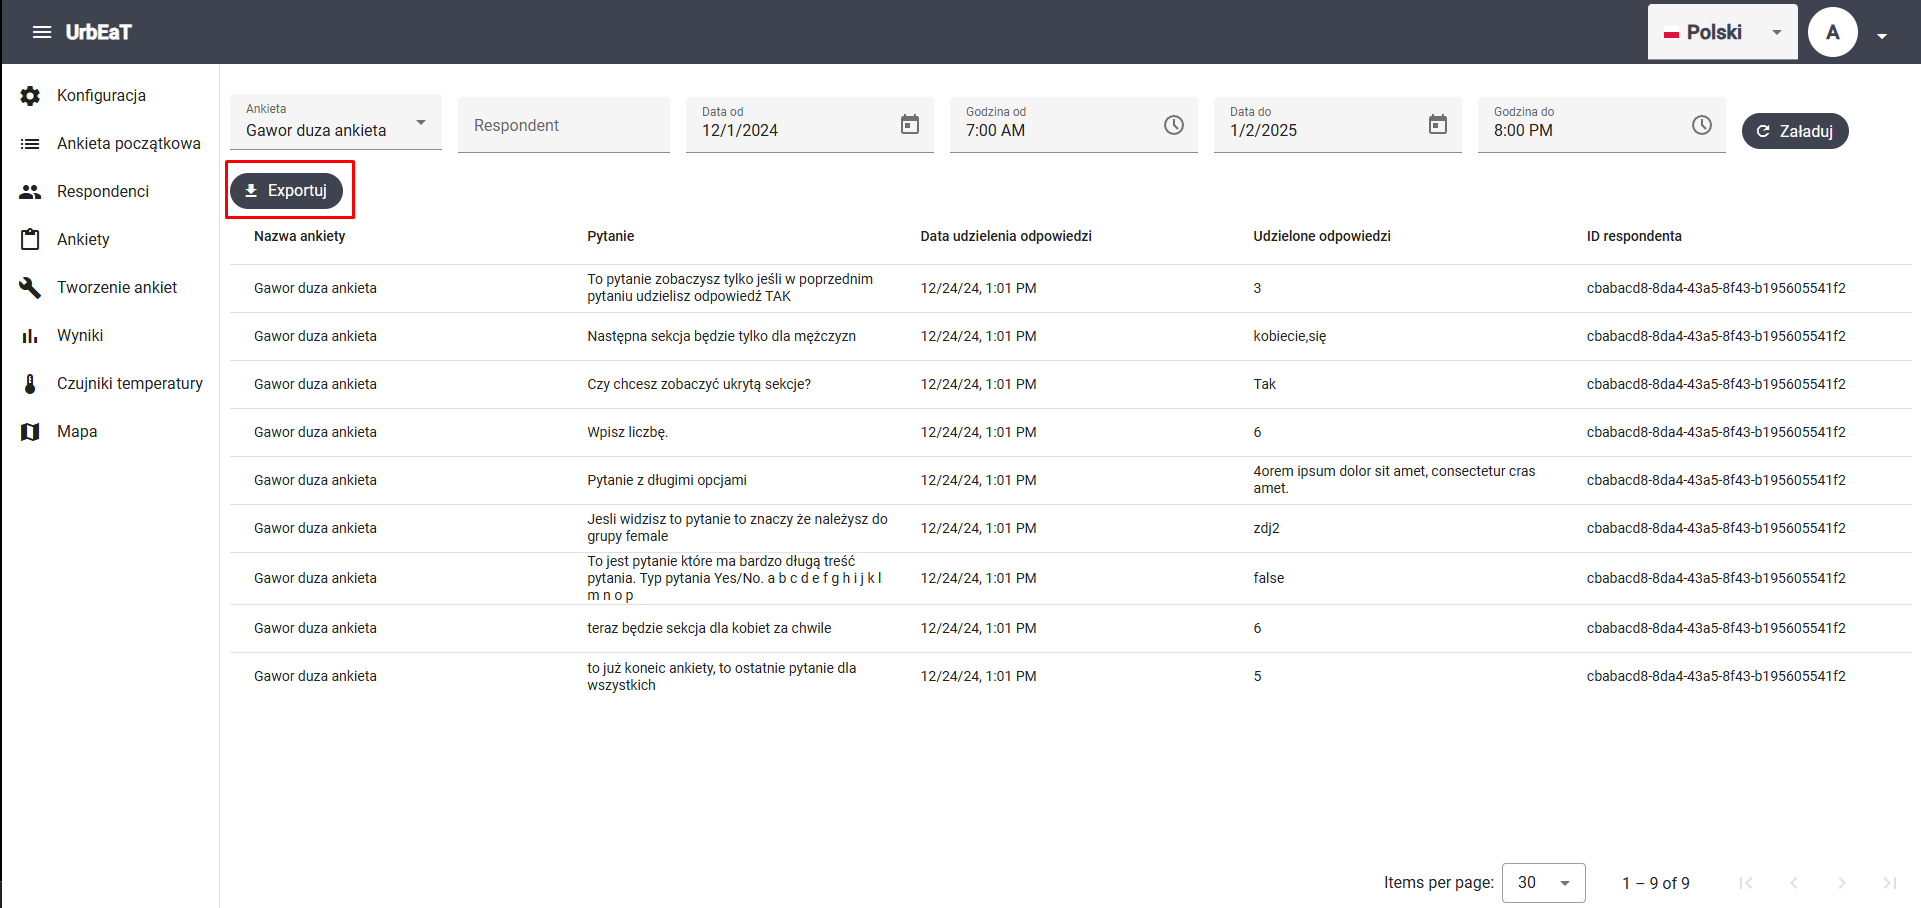 UrbEaT
Polski
A
Konfiguracja
Ankieta początkowa
Respondenci
Ankiety
Tworzenie ankiet
Wyniki
Czujniki temperatury
Mapa
Ankieta
Gawor duza ankieta
Respondent
Data od
12/1/2024
Godzina od
7:00 AM
Data do
1/2/2025
Godzina do
8:00 PM
Załaduj
Exportuj
Nazwa ankiety Pytanie Data udzielenia odpowiedzi Udzielone odpowiedzi ID respondenta
Gawor duza ankieta
To pytanie zobaczysz tylko jeśli w poprzednim
pytaniu udzielisz odpowiedź TAK
12/24/24, 1:01 PM
3
cbabacd8-8da4-43a5-8f43-b195605541f2
Gawor duza ankieta
Następna sekcja będzie tylko dla mężczyzn
12/24/24, 1:01 PM
kobiecie,się
cbabacd8-8da4-43a5-8f43-b195605541f2
Gawor duza ankieta
Czy chcesz zobaczyć ukrytą sekcje?
12/24/24, 1:01 PM
Tak
cbabacd8-8da4-43a5-8f43-b195605541f2
Gawor duza ankieta
Wpisz liczbę.
12/24/24, 1:01 PM
6
cbabacd8-8da4-43a5-8f43-b195605541f2
Gawor duza ankieta
Pytanie z długimi opcjami
12/24/24, 1:01 PM
4orem ipsum dolor sit amet, consectetur cras
amet.
cbabacd8-8da4-43a5-8f43-b195605541f2
Gawor duza ankieta
Jesli widzisz to pytanie to znaczy że należysz do
grupy female
12/24/24, 1:01 PM
zdj2
cbabacd8-8da4-43a5-8f43-b195605541f2
Gawor duza ankieta
To jest pytanie które ma bardzo długą treść
pytania. Typ pytania Yes/No. a b c d e f g h i j k l
m n o p
12/24/24, 1:01 PM
false
cbabacd8-8da4-43a5-8f43-b195605541f2
Gawor duza ankieta
teraz będzie sekcja dla kobiet za chwile
12/24/24, 1:01 PM
6
cbabacd8-8da4-43a5-8f43-b195605541f2
Gawor duza ankieta
to już koneic ankiety, to ostatnie pytanie dla
wszystkich
12/24/24, 1:01 PM
5
cbabacd8-8da4-43a5-8f43-b195605541f2
Items per page: 30 1 – 9 of 9